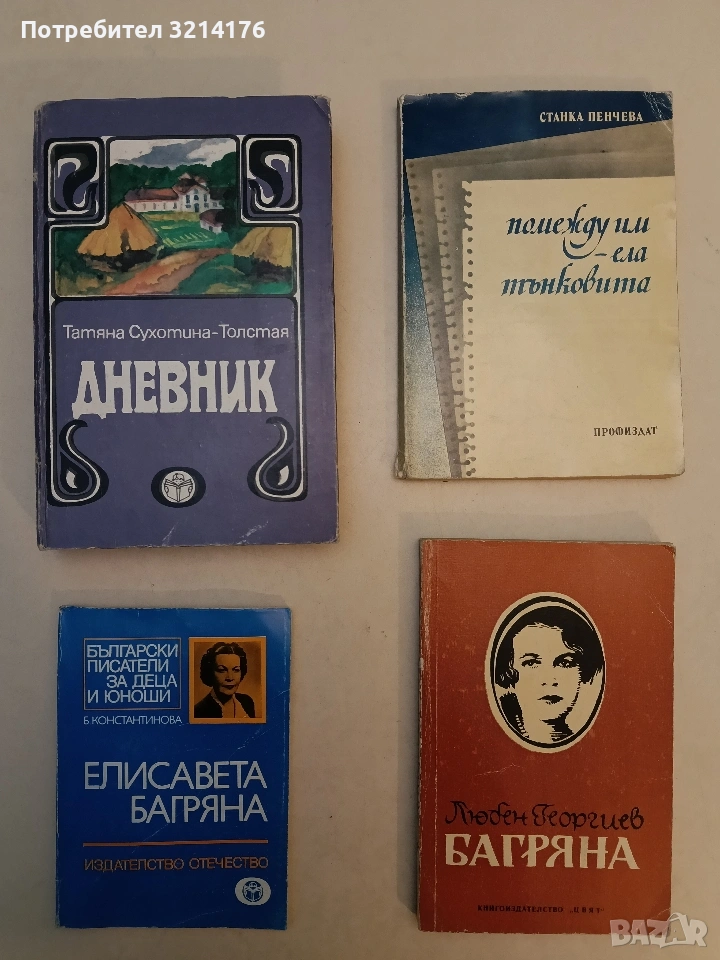 Потребител 3214176
Татяна Сухотина-Толстая
ДНЕВНИК
СТАНКА ПЕНЧЕВА
помежду им
– ела
тънковита
ПРОФИЗДАТ
БЪЛГАРСКИ
ПИСАТЕЛИ
ЗА ДЕЦА
И ЮНОШИ
Б. КОНСТАНТИНОВА
ЕЛИСАВЕТА
БАГРЯНА
ИЗДАТЕЛСТВО ОТЕЧЕСТВО
Любен Георгиев
БАГРЯНА
КНИГОИЗДАТЕЛСТВО „ЦВЯТ"
BAZAR